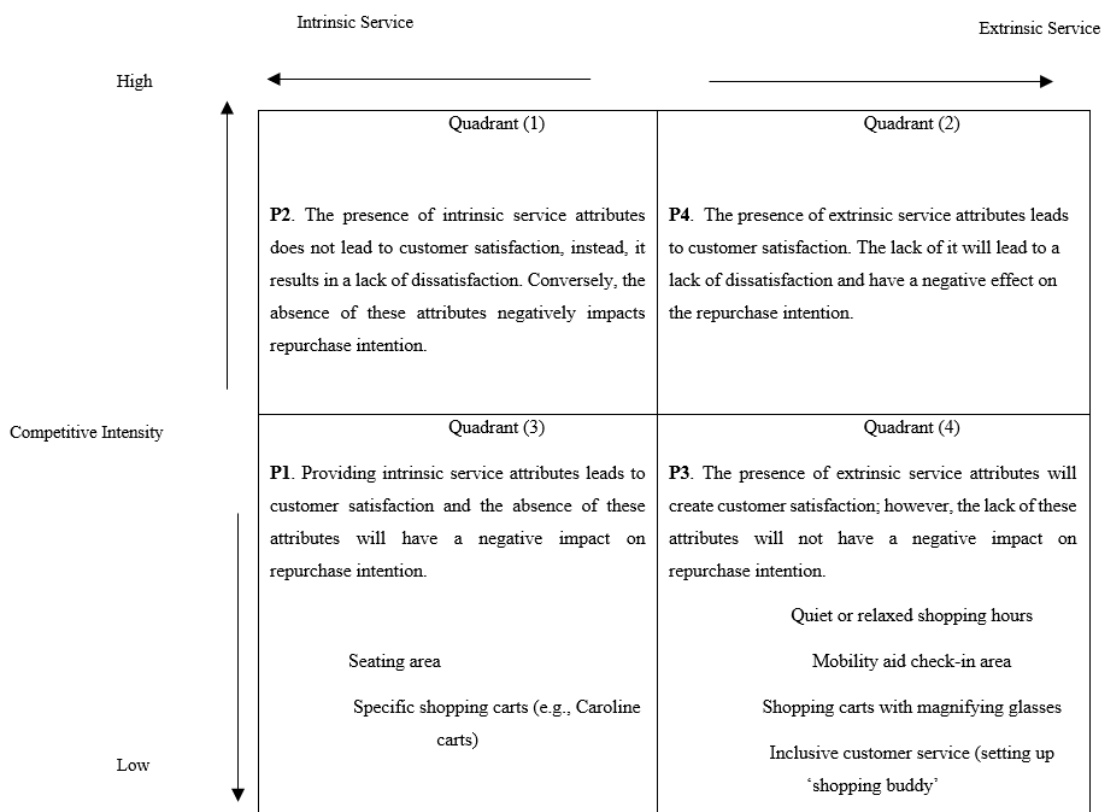 Intrinsic Service
Extrinsic Service
High
Quadrant (1)
Quadrant (2)
P2. The presence of intrinsic service attributes
does not lead to customer satisfaction, instead, it
results in a lack of dissatisfaction. Conversely, the
absence of these attributes negatively impacts
repurchase intention.
P4. The presence of extrinsic service attributes leads
to customer satisfaction. The lack of it will lead to a
lack of dissatisfaction and have a negative effect on
the repurchase intention.
Competitive Intensity
Quadrant (3)
Quadrant (4)
P1. Providing intrinsic service attributes leads to
customer satisfaction and the absence of these
attributes will have a negative impact on
repurchase intention.
Seating area
Specific shopping carts (e.g., Caroline
carts)
P3. The presence of extrinsic service attributes will
create customer satisfaction; however, the lack of these
attributes will not have a negative impact on
repurchase intention.
Quiet or relaxed shopping hours
Mobility aid check-in area
Shopping carts with magnifying glasses
Inclusive customer service (setting up
‘shopping buddy’
Low